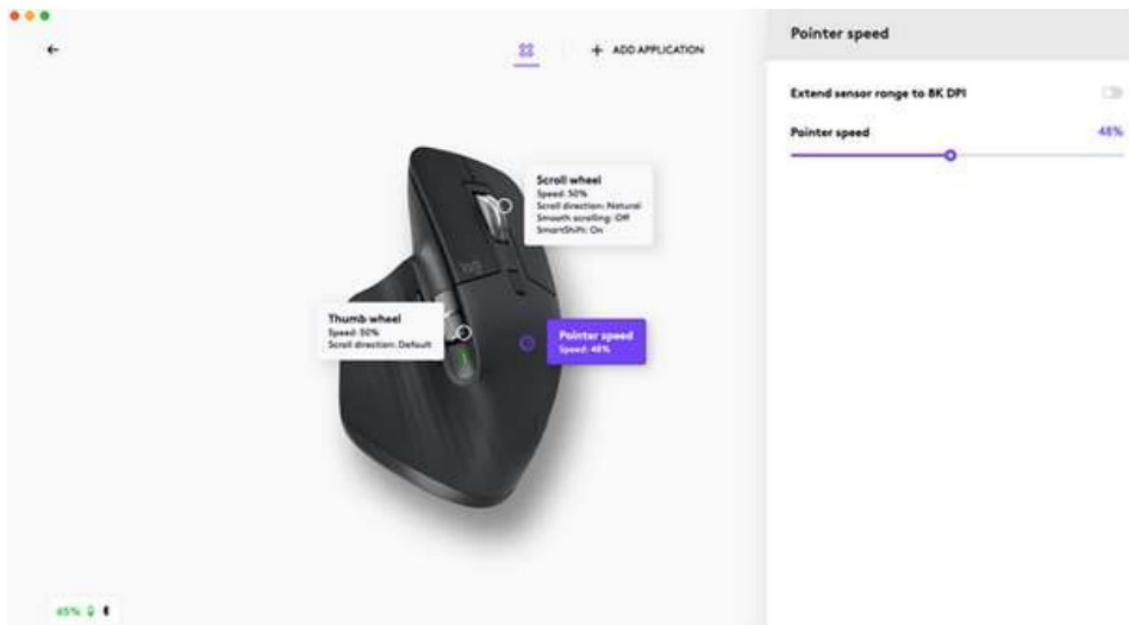 Pointer speed
+ ADD APPLICATION
Extend sensor range to 8K DPI
Pointer speed
48%
Scroll wheel
Speed: 50%
Scroll direction: Natural
Smooth scrolling: Off
SmartShift: On
Thumb wheel
Speed: 50%
Scroll direction: Default
Pointer speed
Speed: 48%
65%